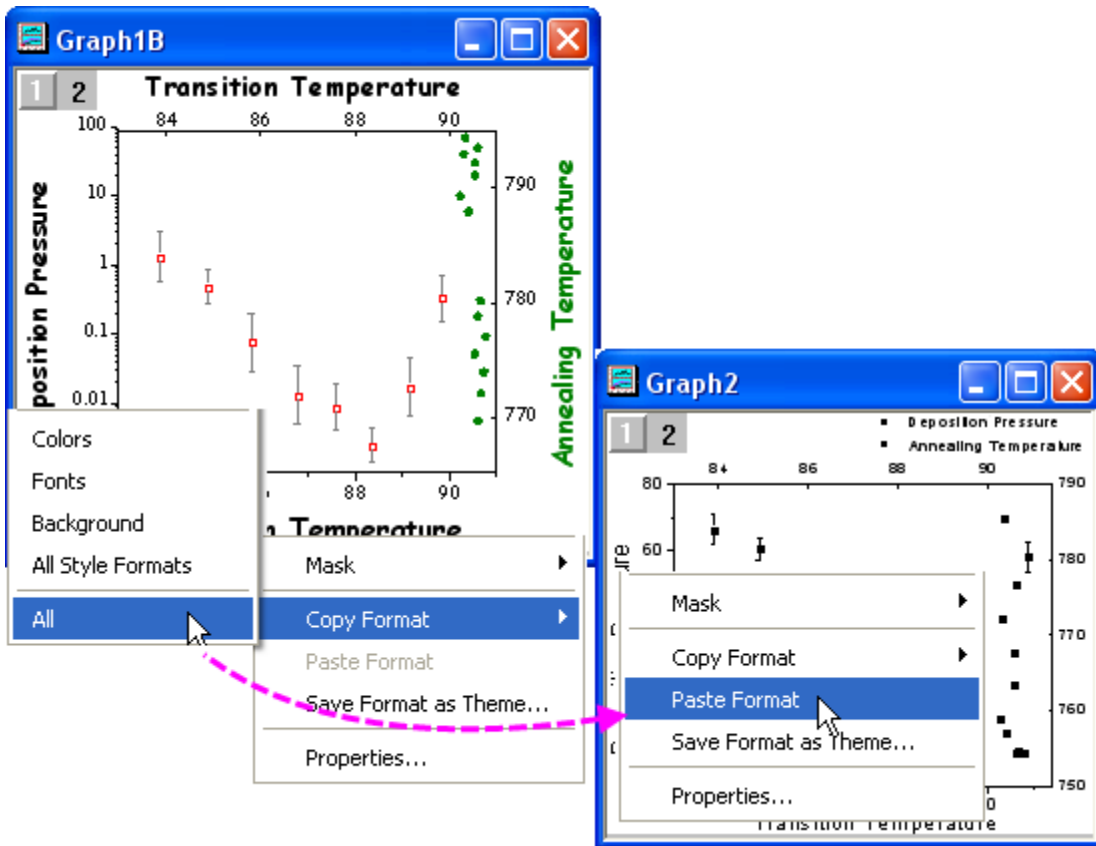 Graph1B
1 2
Transition Temperature
84 86 88 90
100
10
1
0.1
0.01
position Pressure
790
780
770
Annealing Temperature
88 90
Temperature
Colors
Fonts
Background
All Style Formats
All
Mask
Copy Format
Paste Format
Save Format as Theme...
Properties...
Graph2
1 2
Deposition Pressure
Annealing Temperature
84 86 88 90
80
60
790
780
770
760
750
Mask
Copy Format
Paste Format
Save Format as Theme...
Properties...
0
Transition Temperature